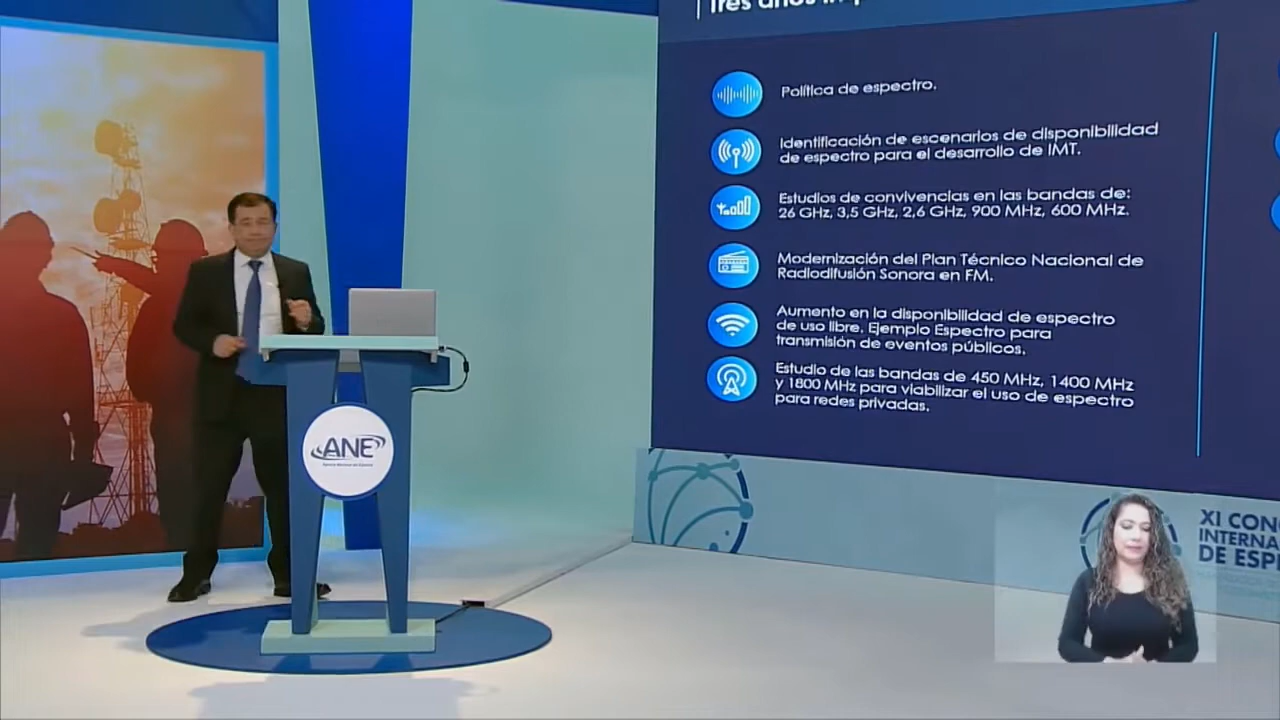 Tres años
Política de espectro.
Identificación de escenarios de disponibilidad
de espectro para el desarrollo de IMT.
Estudios de convivencias en las bandas de:
26 GHz, 3,5 GHz, 2,6 GHz, 900 MHz, 600 MHz.
Modernización del Plan Técnico Nacional de
Radiodifusión Sonora en FM.
Aumento en la disponibilidad de espectro
de uso libre. Ejemplo Espectro para
transmisión de eventos públicos.
Estudio de las bandas de 450 MHz, 1400 MHz
y 1800 MHz para viabilizar el uso de espectro
para redes privadas.
ANE
XI CON
INTERNA
DE ESP